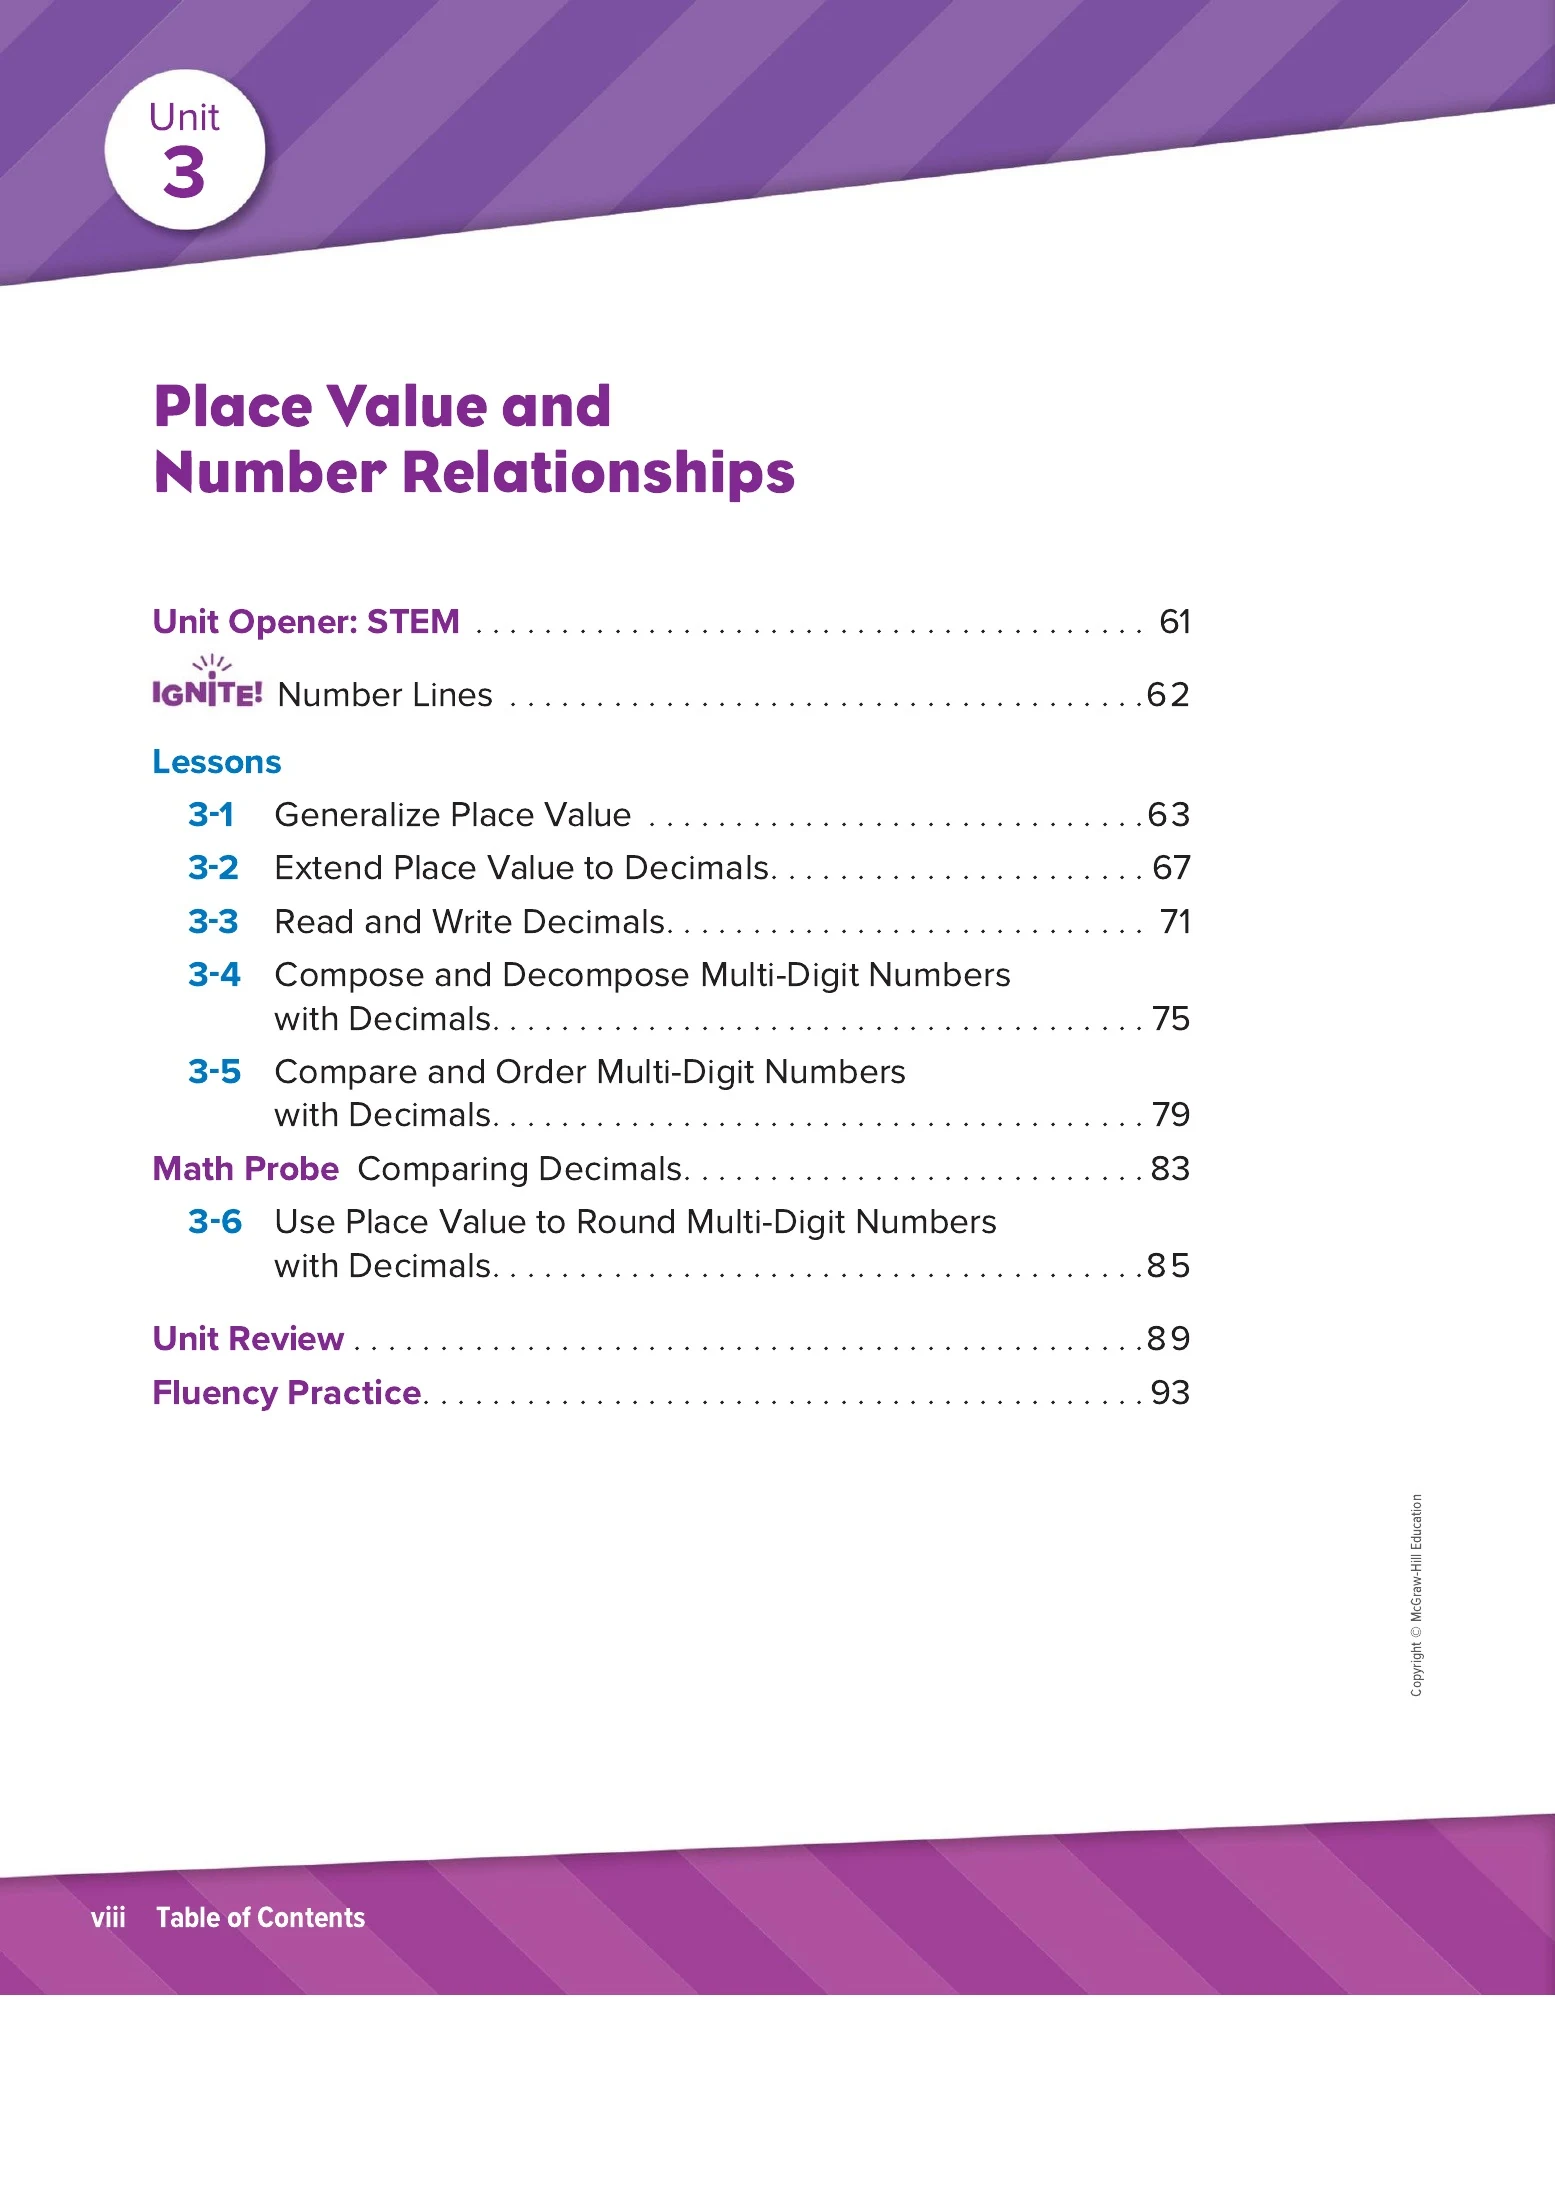 Unit
3
Place Value and
Number Relationships
Unit Opener: STEM . . . . . . . . . . . . . . . . . . . . . . . . . . . . . . . . . . . . . . . 61
IGNITE! Number Lines . . . . . . . . . . . . . . . . . . . . . . . . . . . . . . . . . . . . . 62
Lessons
3-1 Generalize Place Value . . . . . . . . . . . . . . . . . . . . . . . . . . . . . 63
3-2 Extend Place Value to Decimals. . . . . . . . . . . . . . . . . . . . . . 67
3-3 Read and Write Decimals. . . . . . . . . . . . . . . . . . . . . . . . . . . . 71
3-4 Compose and Decompose Multi-Digit Numbers
with Decimals. . . . . . . . . . . . . . . . . . . . . . . . . . . . . . . . . . . . . . 75
3-5 Compare and Order Multi-Digit Numbers
with Decimals. . . . . . . . . . . . . . . . . . . . . . . . . . . . . . . . . . . . . . 79
Math Probe Comparing Decimals. . . . . . . . . . . . . . . . . . . . . . . . . . . 83
3-6 Use Place Value to Round Multi-Digit Numbers
with Decimals. . . . . . . . . . . . . . . . . . . . . . . . . . . . . . . . . . . . . . 85
Unit Review . . . . . . . . . . . . . . . . . . . . . . . . . . . . . . . . . . . . . . . . . . . . . . 89
Fluency Practice. . . . . . . . . . . . . . . . . . . . . . . . . . . . . . . . . . . . . . . . . . 93
Copyright © McGraw-Hill Education
viii Table of Contents